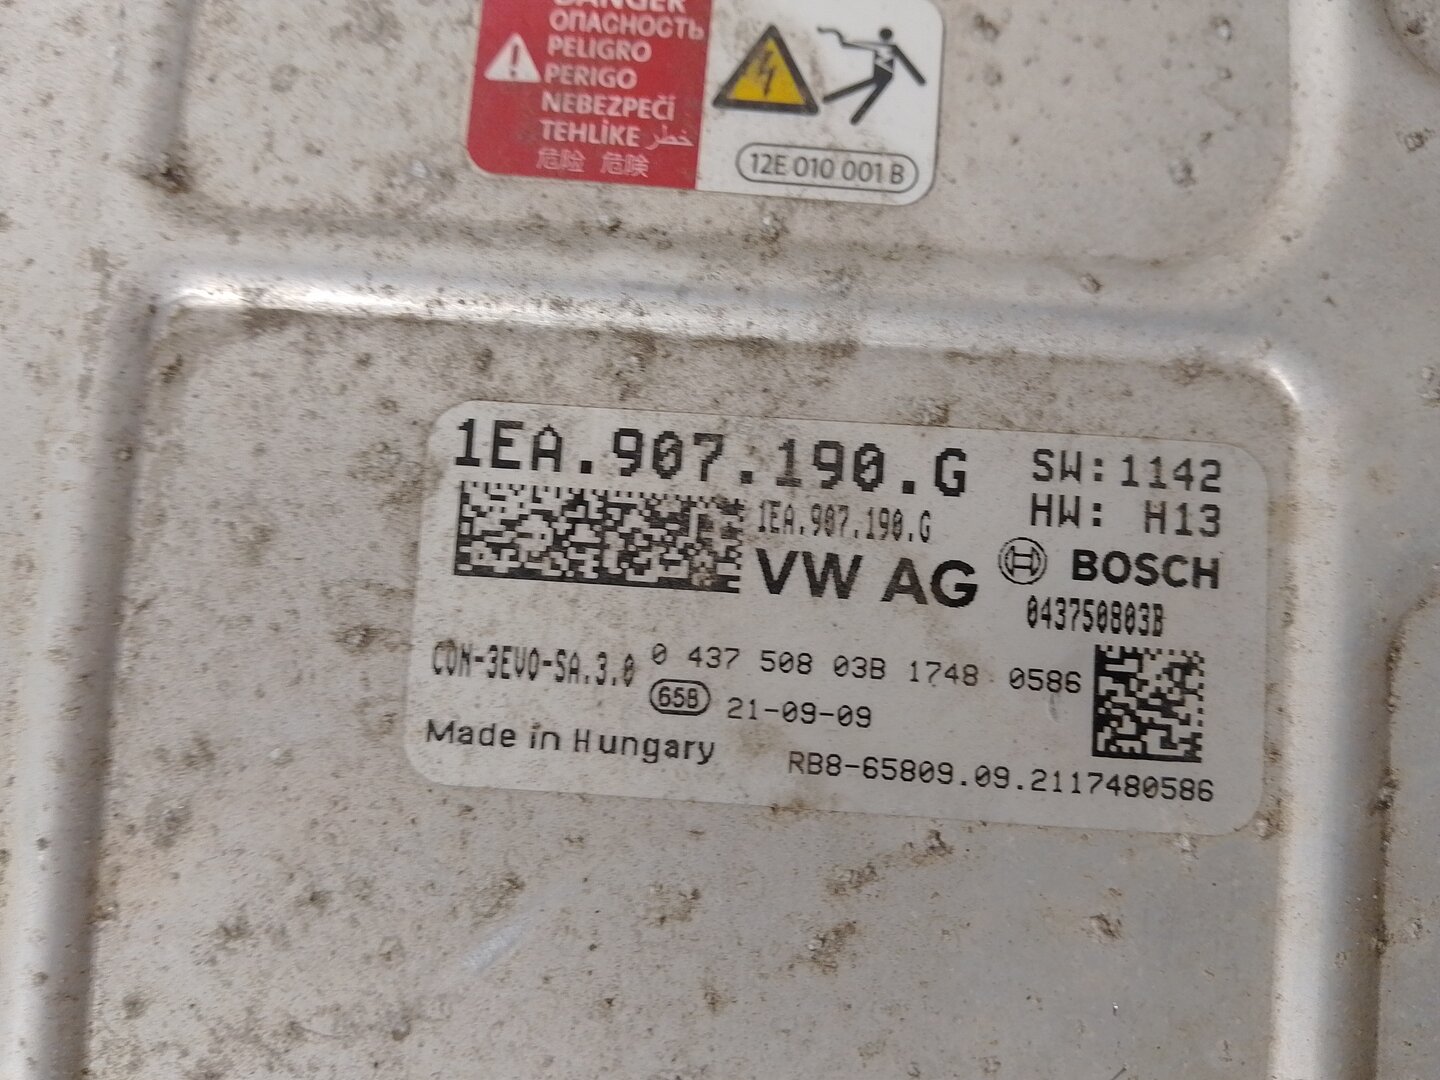 DANGER
ОПАСНОСТЬ
PELIGRO
PERIGO
NEBEZPEČÍ
TEHLİKE خطر
危险 危険
12E 010 001 B
1EA.907.190.G
SW:1142
HW: H13
1EA.907.190.G
VW AG
BOSCH
043750803B
CON-3EVO-SA.3.0
0 437 508 03B 1748 0586
658 21-09-09
Made in Hungary
RB8-65809.09.2117480586